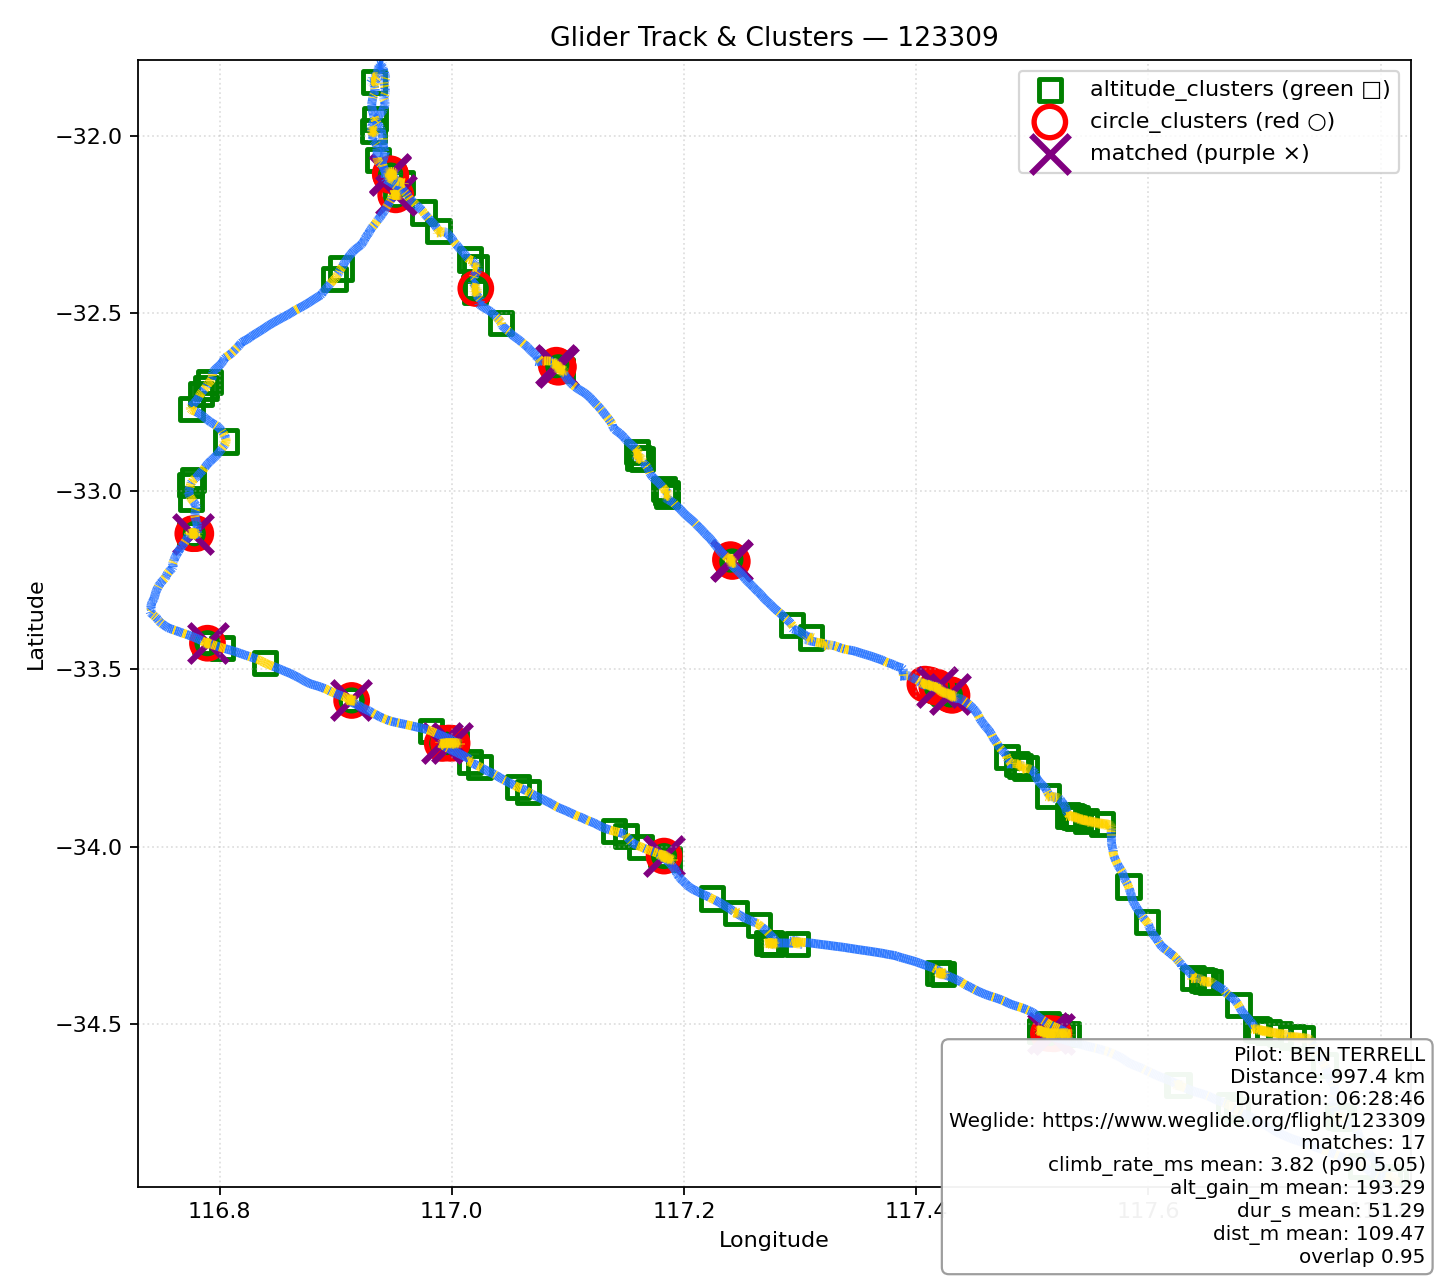 Glider Track & Clusters — 123309
altitude_clusters (green □)
circle_clusters (red ○)
matched (purple ×)
−32.0
−32.5
−33.0
−33.5
−34.0
−34.5
Latitude
116.8
117.0
117.2
117.4
117.6
Longitude
Pilot: BEN TERRELL
Distance: 997.4 km
Duration: 06:28:46
Weglide: https://www.weglide.org/flight/123309
matches: 17
climb_rate_ms mean: 3.82 (p90 5.05)
alt_gain_m mean: 193.29
dur_s mean: 51.29
dist_m mean: 109.47
overlap 0.95